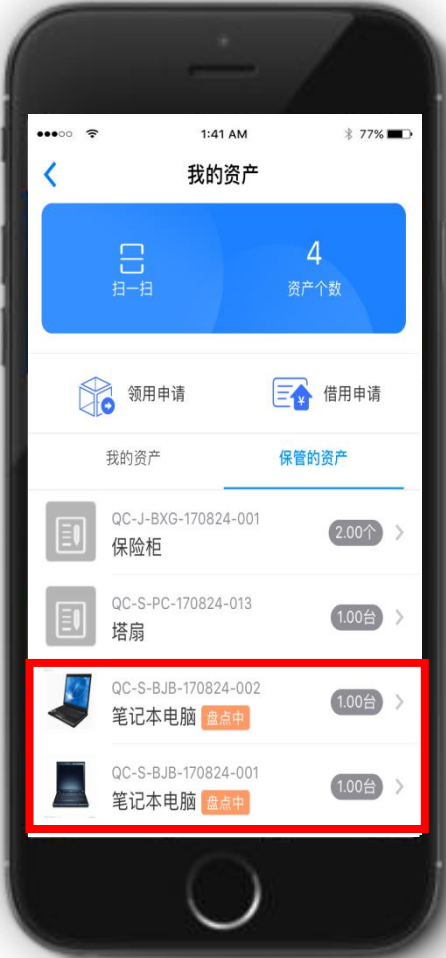 1:41 AM
77%
我的资产
扫一扫
4
资产个数
领用申请
借用申请
我的资产
保管的资产
QC-J-BXG-170824-001
保险柜
2.00个
QC-S-PC-170824-013
塔扇
1.00台
QC-S-BJB-170824-002
笔记本电脑 盘点中
1.00台
QC-S-BJB-170824-001
笔记本电脑 盘点中
1.00台